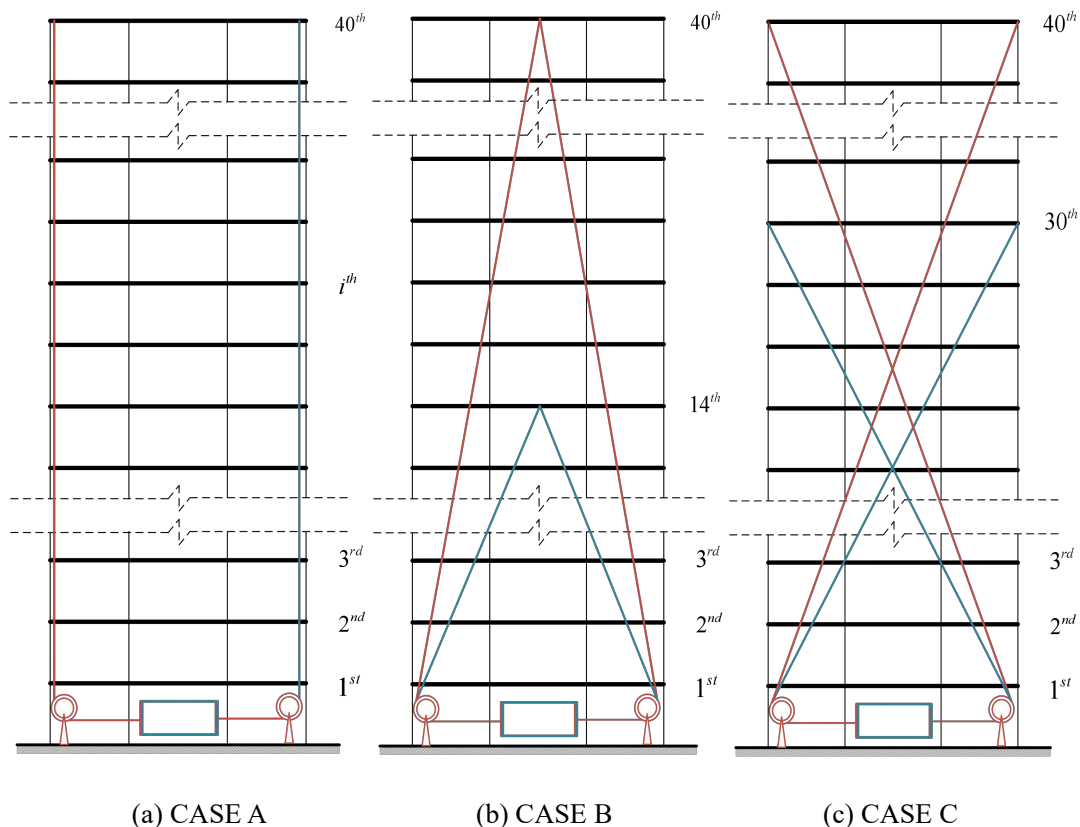 40th
ith
3rd
2nd
1st
(a) CASE A
40th
14th
3rd
2nd
1st
(b) CASE B
40th
30th
3rd
2nd
1st
(c) CASE C